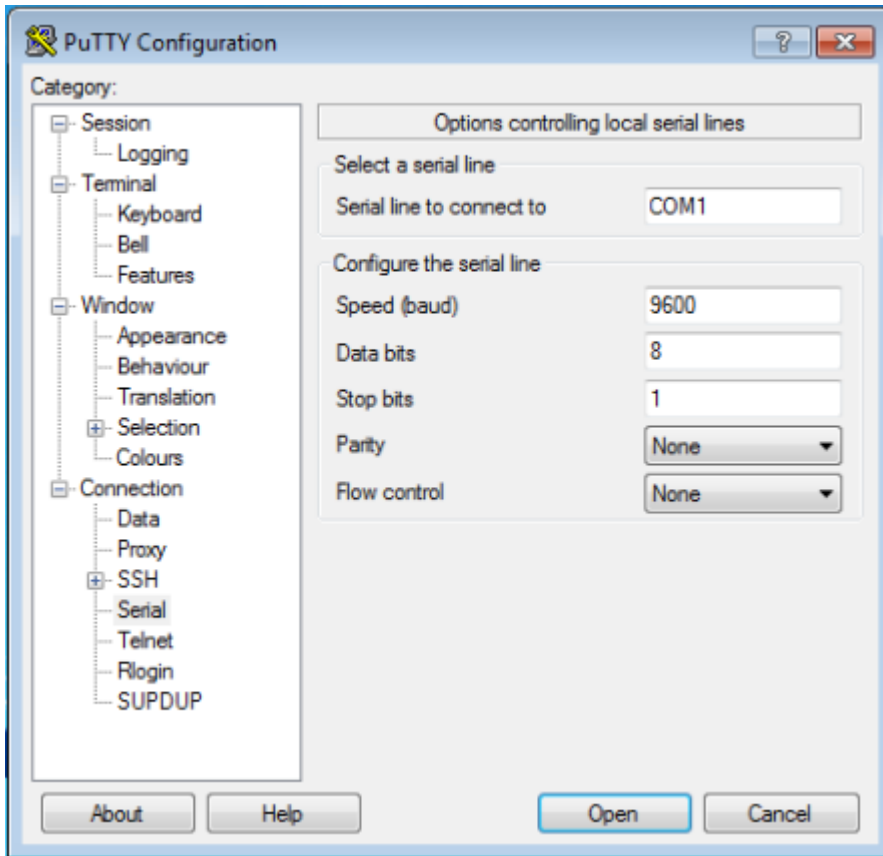 PuTTY Configuration
Category:
Session
Logging
Terminal
Keyboard
Bell
Features
Window
Appearance
Behaviour
Translation
Selection
Colours
Connection
Data
Proxy
SSH
Serial
Telnet
Rlogin
SUPDUP
Options controlling local serial lines
Select a serial line
Serial line to connect to COM1
Configure the serial line
Speed (baud) 9600
Data bits 8
Stop bits 1
Parity None
Flow control None
About Help Open Cancel